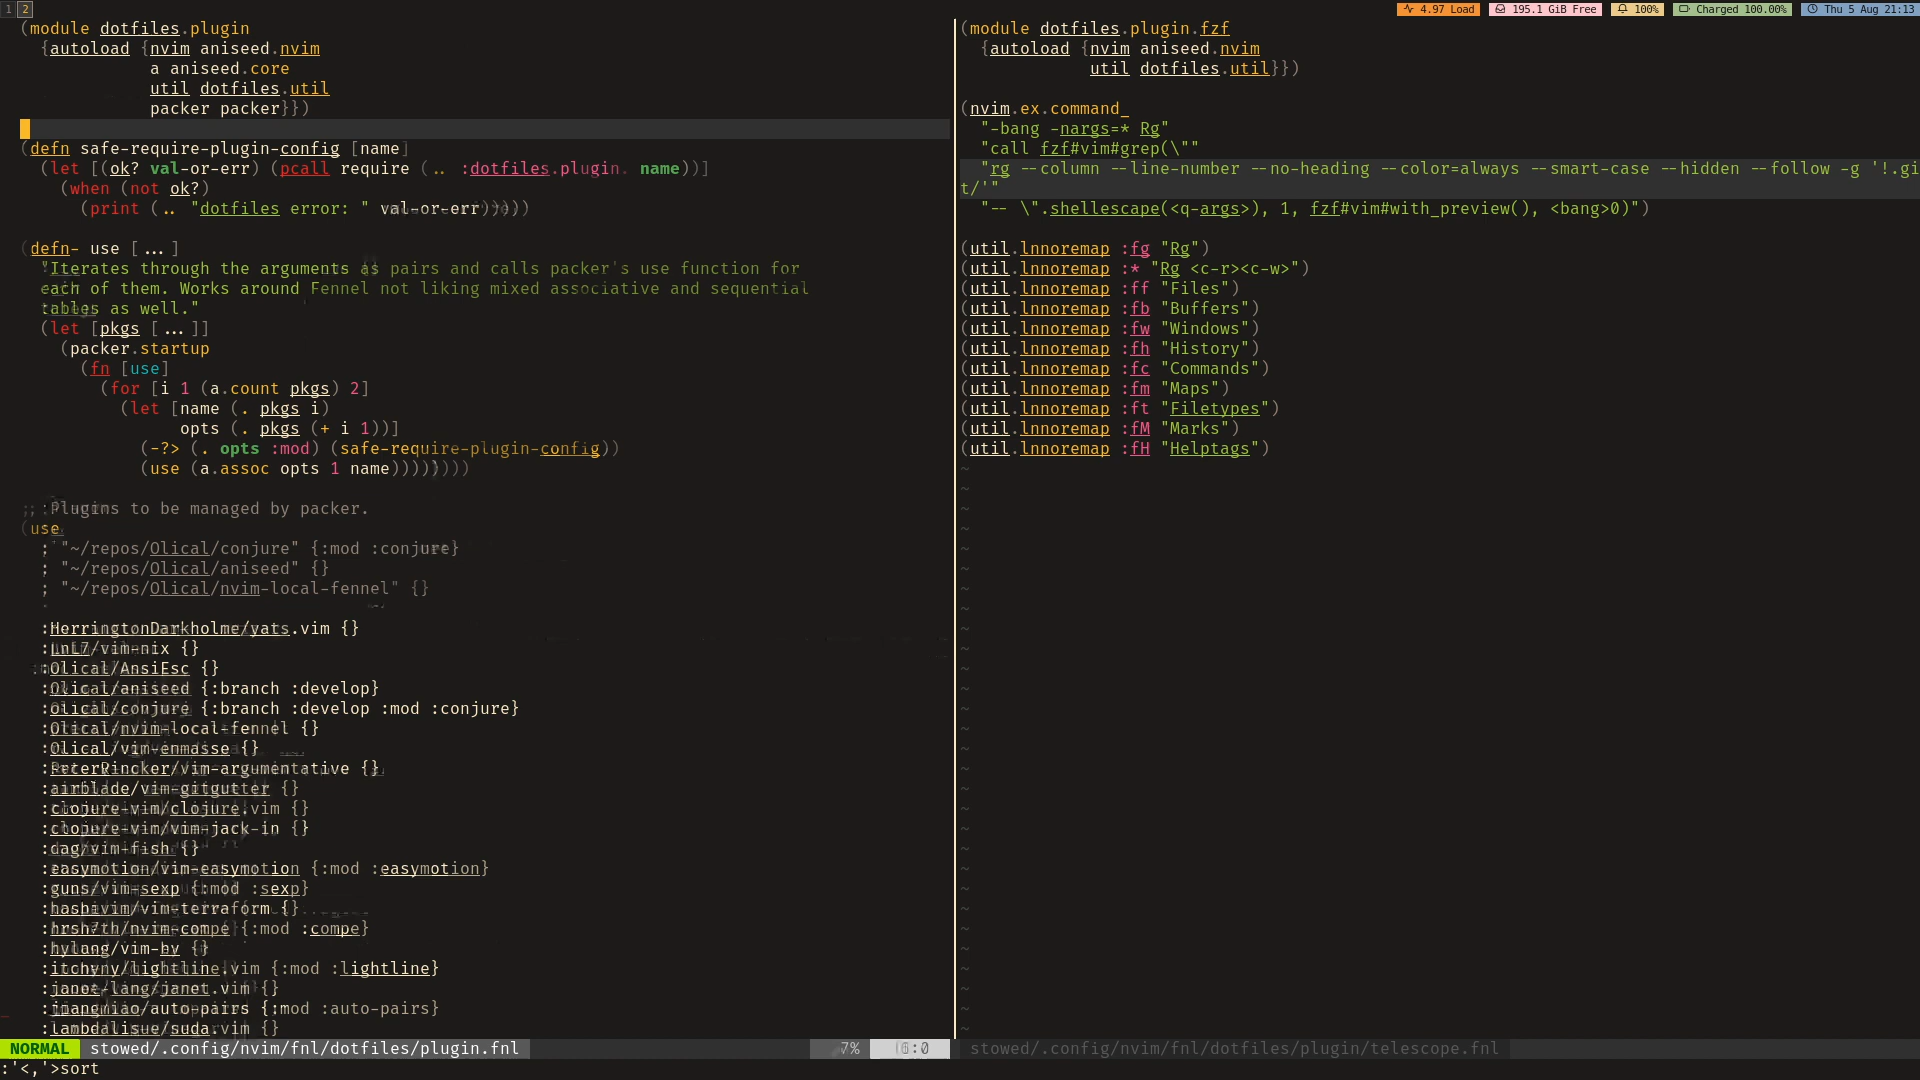 1 2
4.97 Load 195.1 GiB Free 100% Charged 100.00% Thu 5 Aug 21:13
(module dotfiles.plugin
  {autoload {nvim aniseed.nvim
             a aniseed.core
             util dotfiles.util
             packer packer}})
(defn safe-require-plugin-config [name]
  (let [(ok? val-or-err) (pcall require (.. :dotfiles.plugin. name))]
    (when (not ok?)
      (print (.. "dotfiles error: " val-or-err)))))
(defn- use [...]
  "Iterates through the arguments as pairs and calls packer's use function for
  each of them. Works around Fennel not liking mixed associative and sequential
  tables as well."
  (let [pkgs [...]]
    (packer.startup
      (fn [use]
        (for [i 1 (a.count pkgs) 2]
          (let [name (. pkgs i)
                opts (. pkgs (+ i 1))]
            (-?> (. opts :mod) (safe-require-plugin-config))
            (use (a.assoc opts 1 name))))))))
;; Plugins to be managed by packer.
(use
  ; "~/repos/Olical/conjure" {:mod :conjure}
  ; "~/repos/Olical/aniseed" {}
  ; "~/repos/Olical/nvim-local-fennel" {}
  :HerringtonDarkholme/yats.vim {}
  :LnL7/vim-nix {}
  :Olical/AnsiEsc {}
  :Olical/aniseed {:branch :develop}
  :Olical/conjure {:branch :develop :mod :conjure}
  :Olical/nvim-local-fennel {}
  :Olical/vim-enmasse {}
  :PeterRincker/vim-argumentative {}
  :airblade/vim-gitgutter {}
  :clojure-vim/clojure.vim {}
  :clojure-vim/vim-jack-in {}
  :dag/vim-fish {}
  :easymotion/vim-easymotion {:mod :easymotion}
  :guns/vim-sexp {:mod :sexp}
  :hashivim/vim-terraform {}
  :hrsh7th/nvim-compe {:mod :compe}
  :hylang/vim-hy {}
  :itchyny/lightline.vim {:mod :lightline}
  :janet-lang/janet.vim {}
  :jiangmiao/auto-pairs {:mod :auto-pairs}
  :lambdalisue/suda.vim {}
NORMAL stowed/.config/nvim/fnl/dotfiles/plugin.fnl 7% 6:0
:'<,'>sort
(module dotfiles.plugin.fzf
  {autoload {nvim aniseed.nvim
             util dotfiles.util}})
(nvim.ex.command_
  "-bang -nargs=* Rg"
  "call fzf#vim#grep(\""
  "rg --column --line-number --no-heading --color=always --smart-case --hidden --follow -g '!.gi
t/'"
  "-- \".shellescape(<q-args>), 1, fzf#vim#with_preview(), <bang>0)")
(util.lnnoremap :fg "Rg")
(util.lnnoremap :* "Rg <c-r><c-w>")
(util.lnnoremap :ff "Files")
(util.lnnoremap :fb "Buffers")
(util.lnnoremap :fw "Windows")
(util.lnnoremap :fh "History")
(util.lnnoremap :fc "Commands")
(util.lnnoremap :fm "Maps")
(util.lnnoremap :ft "Filetypes")
(util.lnnoremap :fM "Marks")
(util.lnnoremap :fH "Helptags")
stowed/.config/nvim/fnl/dotfiles/plugin/telescope.fnl